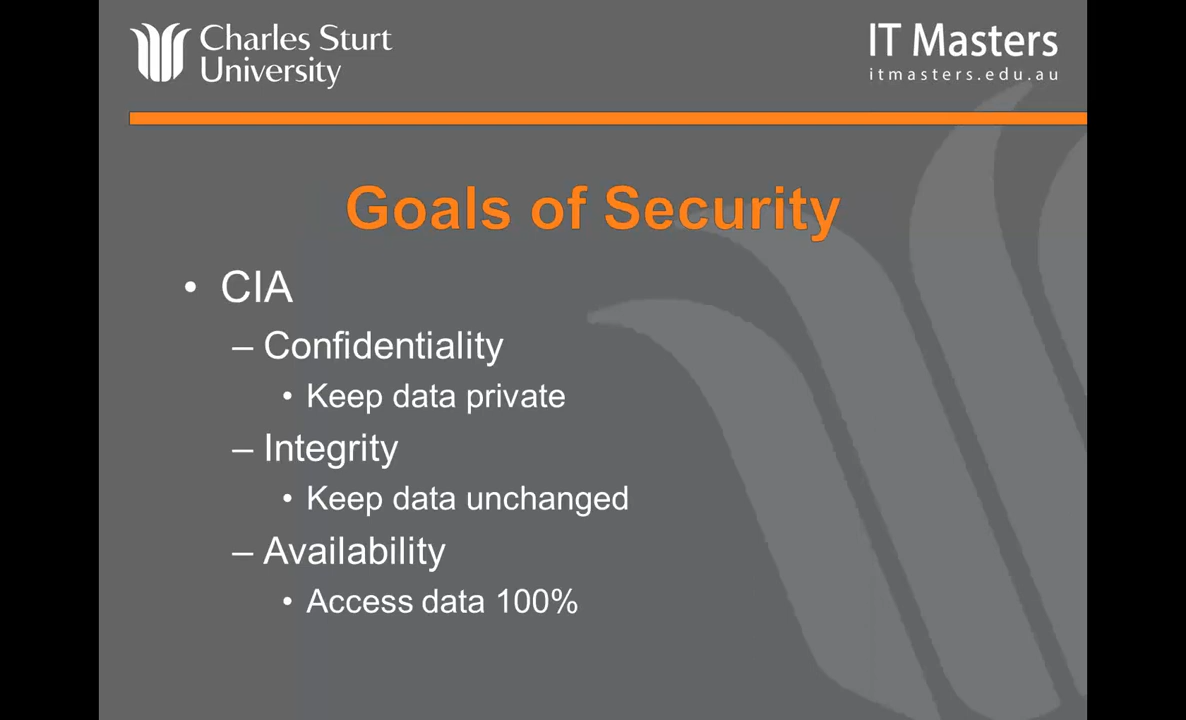 Charles Sturt
University
IT Masters
itmasters.edu.au
Goals of Security
• CIA
– Confidentiality
• Keep data private
– Integrity
• Keep data unchanged
– Availability
• Access data 100%